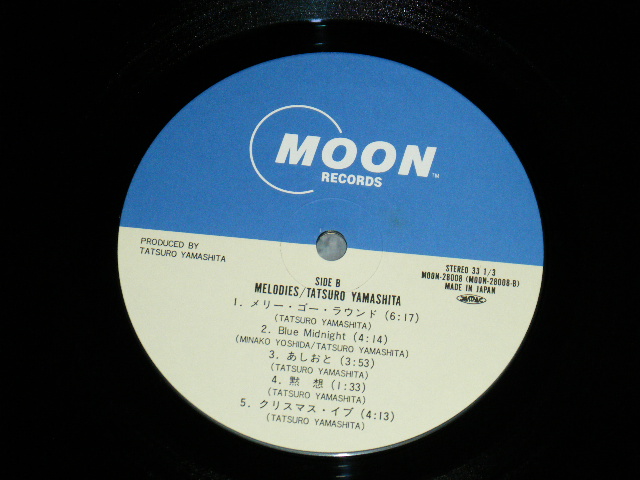 MOON™
RECORDS
PRODUCED BY
TATSURO YAMASHITA
STEREO 33 1/3
MOON-28008 (MOON-28008-B)
MADE IN JAPAN
SIDE B
MELODIES/TATSURO YAMASHITA
1. メリー・ゴー・ラウンド (6:17)
(TATSURO YAMASHITA)
2. Blue Midnight (4:14)
(MINAKO YOSHIDA/TATSURO YAMASHITA)
3. あしおと (3:53)
(TATSURO YAMASHITA)
4. 黙 想 (1:33)
(TATSURO YAMASHITA)
5. クリスマス・イブ (4:13)
(TATSURO YAMASHITA)